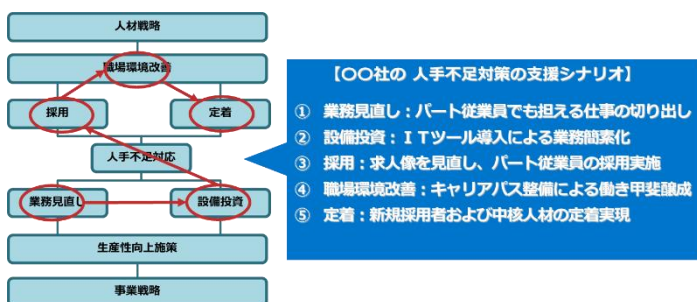 人材戦略
職場環境改善
採用
定着
人手不足対応
業務見直し
設備投資
生産性向上施策
事業戦略
【〇〇社の 人手不足対策の支援シナリオ】
① 業務見直し：パート従業員でも担える仕事の切り出し
② 設備投資：ＩＴツール導入による業務簡素化
③ 採用：求人像を見直し、パート従業員の採用実施
④ 職場環境改善：キャリアパス整備による働き甲斐醸成
⑤ 定着：新規採用者および中核人材の定着実現